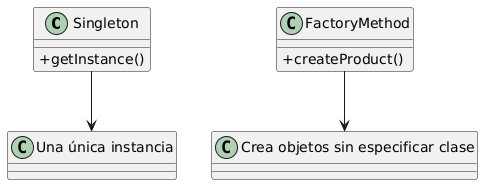 C Singleton
+getInstance()
C FactoryMethod
+createProduct()
C Una única instancia
C Crea objetos sin especificar clase